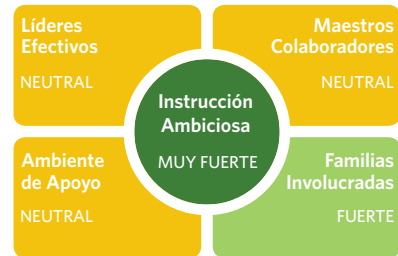 Líderes
Efectivos
NEUTRAL
Maestros
Colaboradores
NEUTRAL
Instrucción
Ambiciosa
MUY FUERTE
Ambiente
de Apoyo
NEUTRAL
Familias
Involucradas
FUERTE